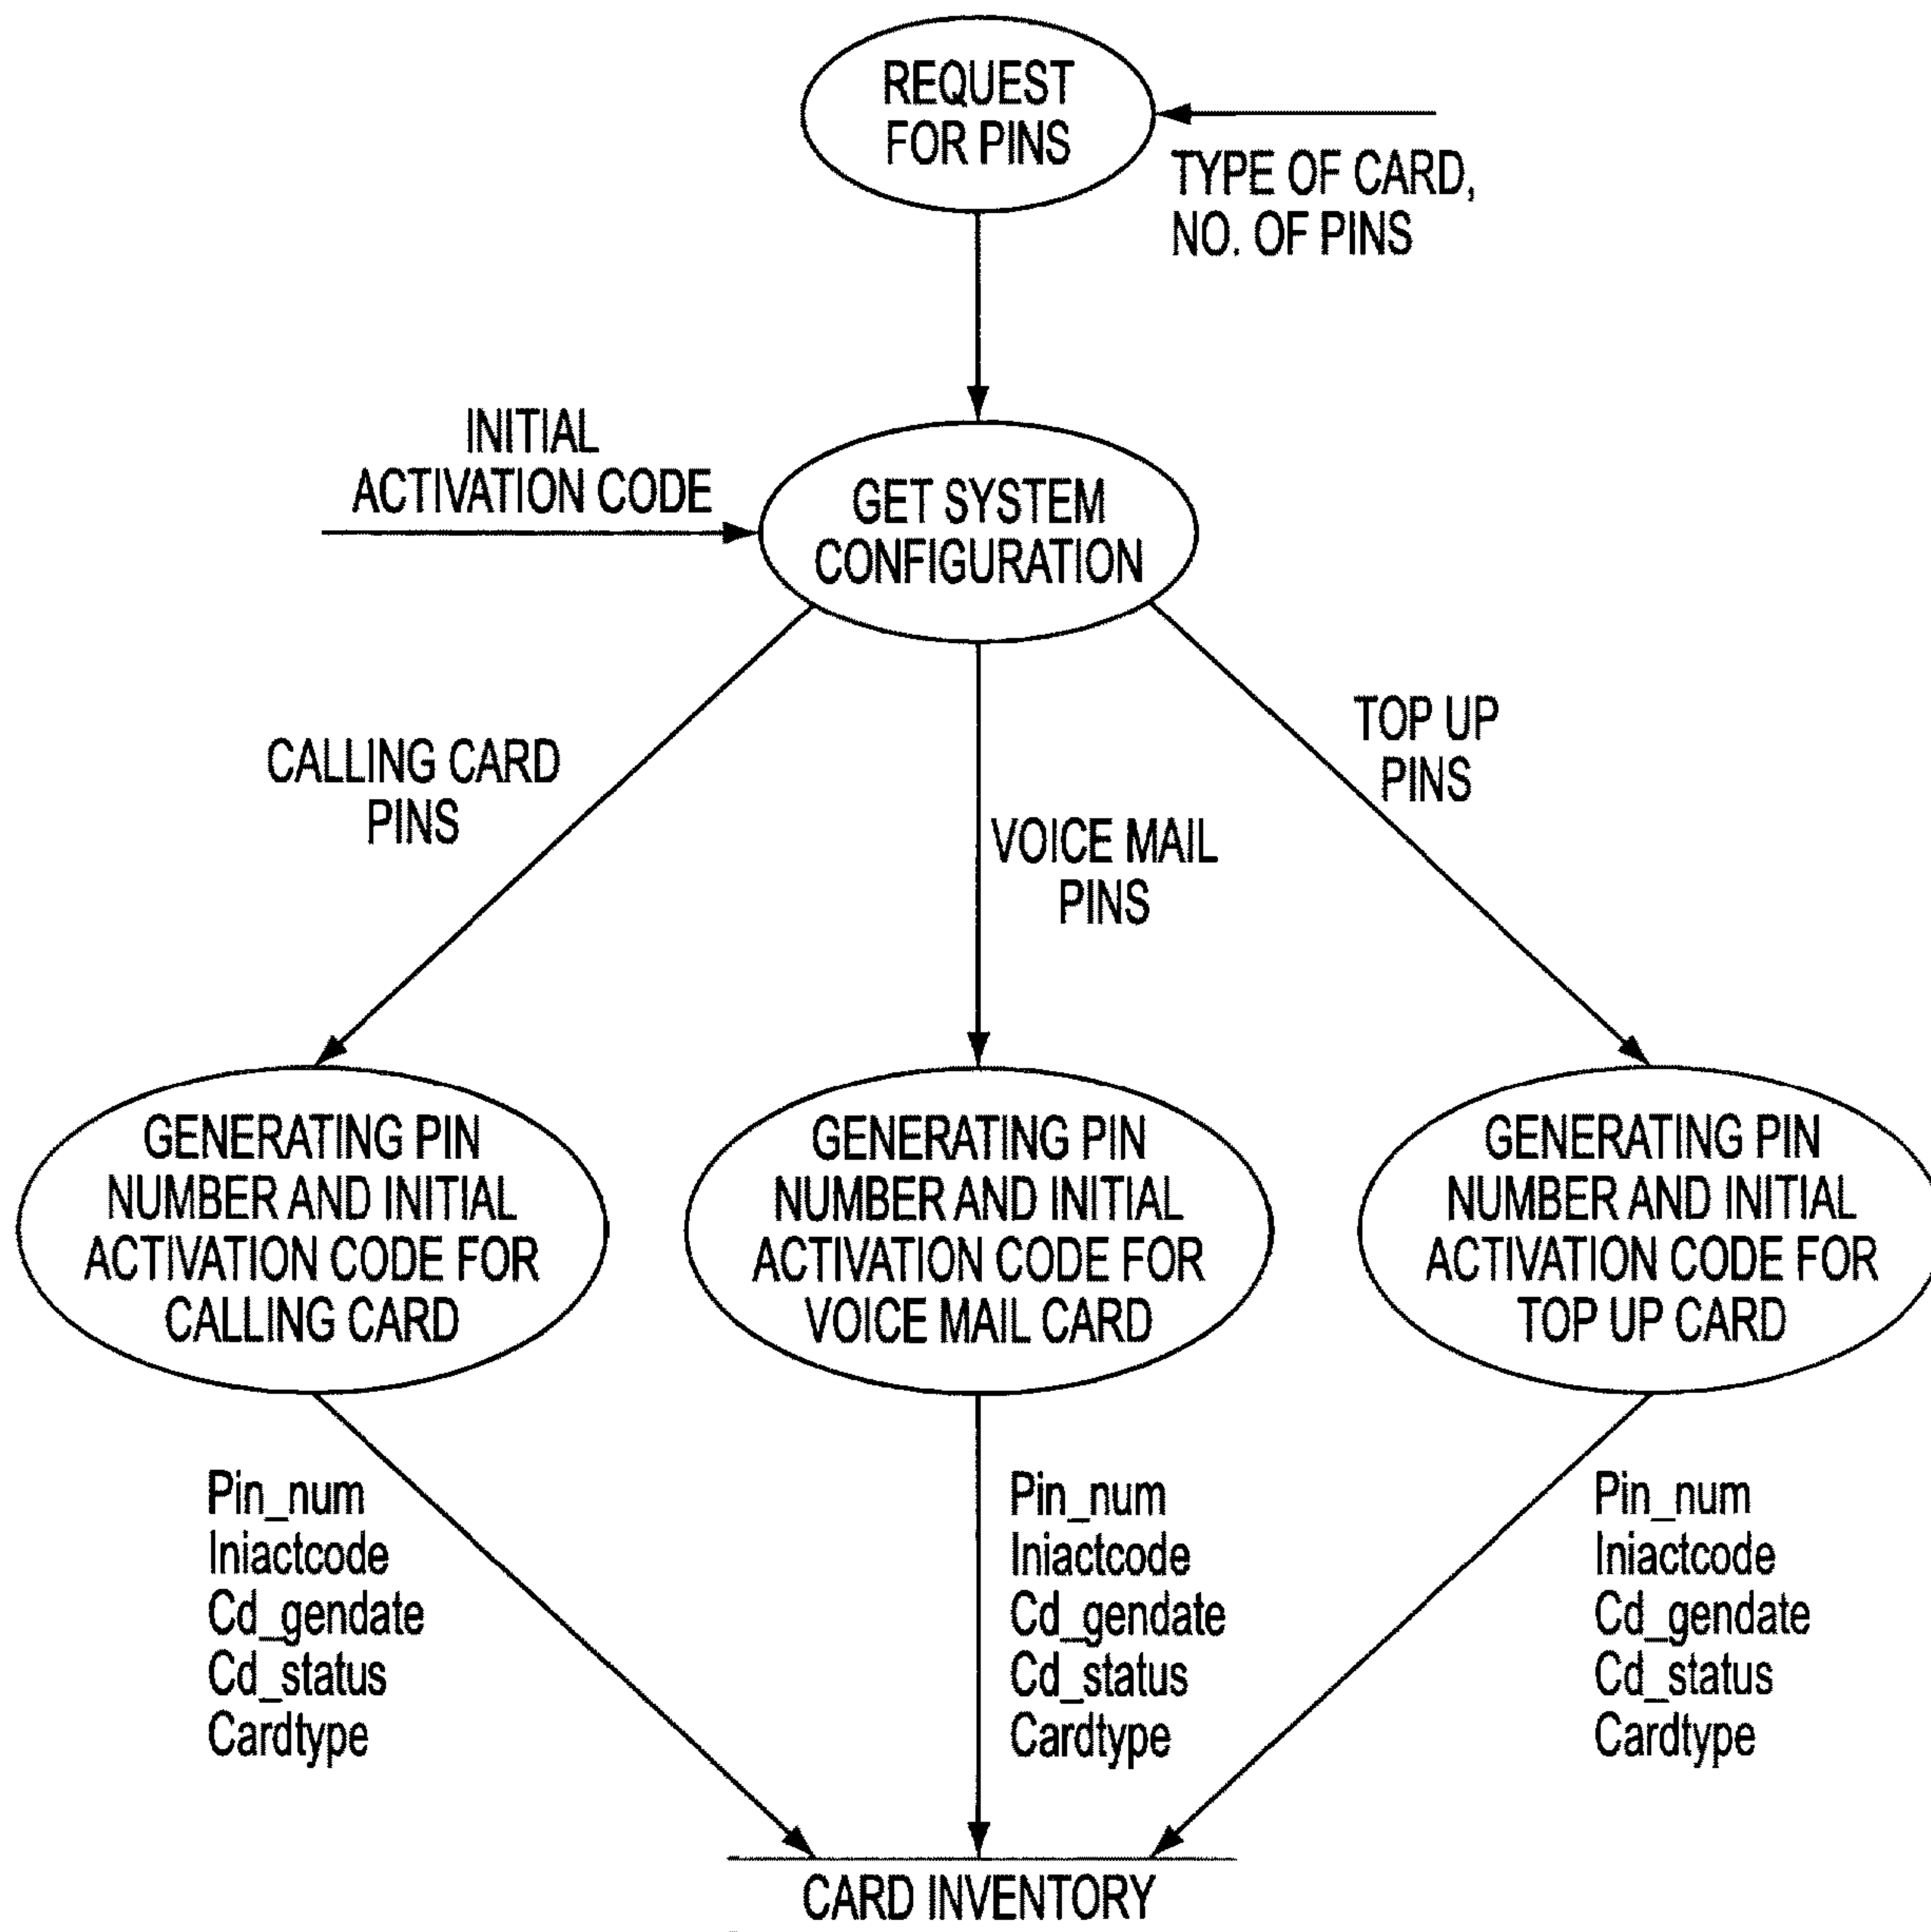 REQUEST
FOR PINS
TYPE OF CARD,
NO. OF PINS
INITIAL
ACTIVATION CODE
GET SYSTEM
CONFIGURATION
CALLING CARD
PINS
VOICE MAIL
PINS
TOP UP
PINS
GENERATING PIN
NUMBER AND INITIAL
ACTIVATION CODE FOR
CALLING CARD
GENERATING PIN
NUMBER AND INITIAL
ACTIVATION CODE FOR
VOICE MAIL CARD
GENERATING PIN
NUMBER AND INITIAL
ACTIVATION CODE FOR
TOP UP CARD
Pin_num
Iniactcode
Cd_gendate
Cd_status
Cardtype
Pin_num
Iniactcode
Cd_gendate
Cd_status
Cardtype
Pin_num
Iniactcode
Cd_gendate
Cd_status
Cardtype
CARD INVENTORY